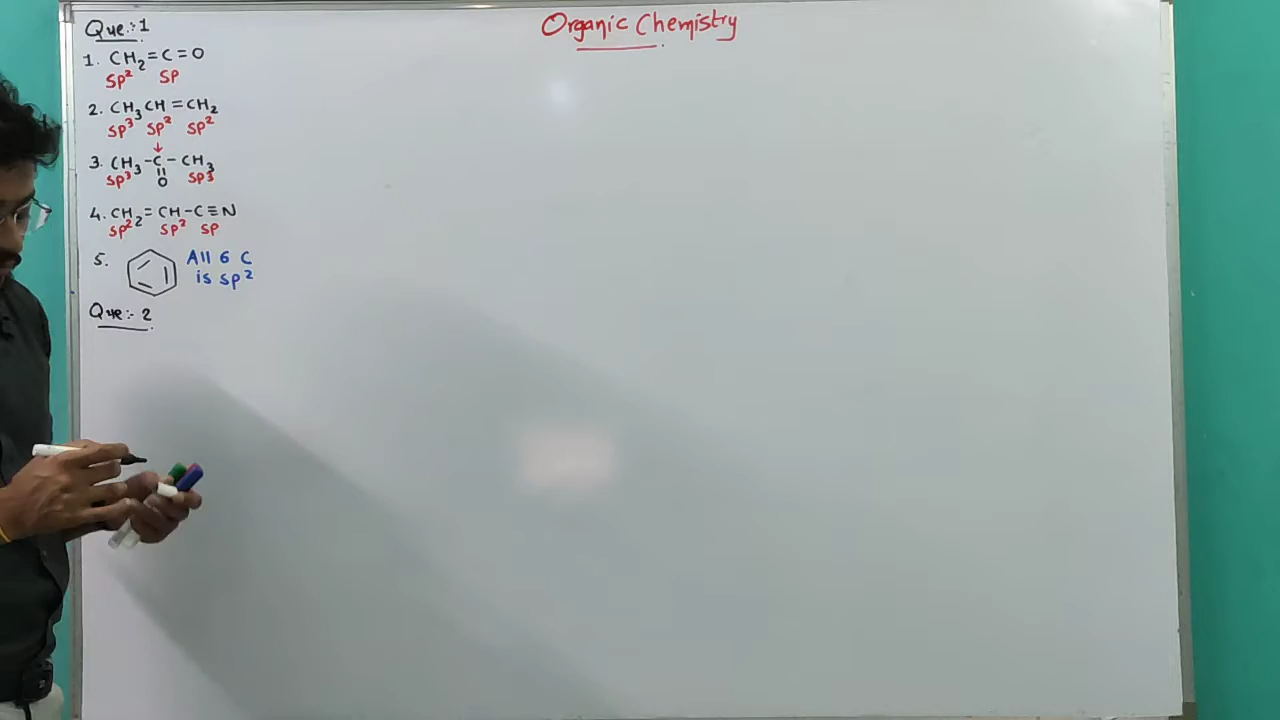 Organic Chemistry
Que:-1
1. CH₂=C=O
sp² sp
2. CH₃CH=CH₂
sp³ sp² sp²
↓
3. CH₃-C-CH₃
sp³ || sp³
O
4. CH₂=CH-C≡N
sp² sp² sp
5. All 6 C
is sp²
Que:- 2